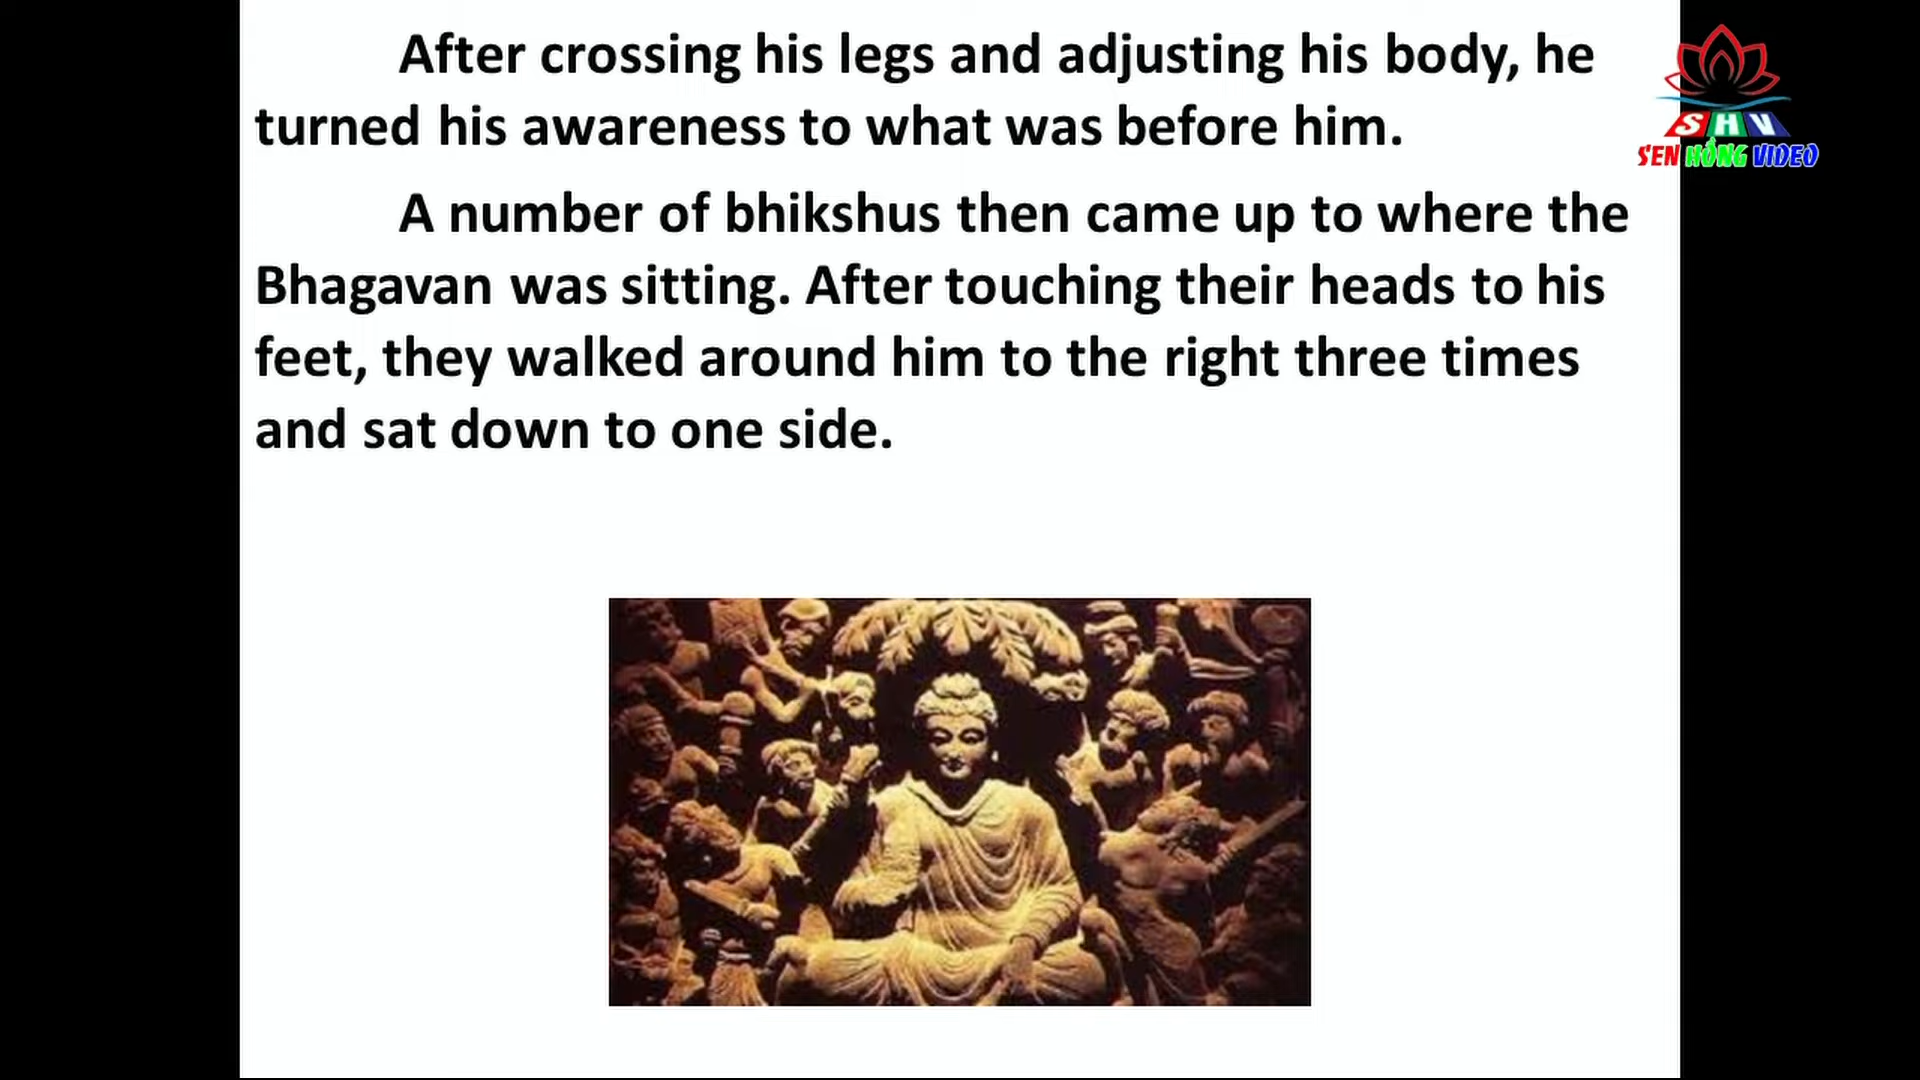 After crossing his legs and adjusting his body, he
turned his awareness to what was before him.
A number of bhikshus then came up to where the
Bhagavan was sitting. After touching their heads to his
feet, they walked around him to the right three times
and sat down to one side.
SHV
SEN HỒNG VIDEO